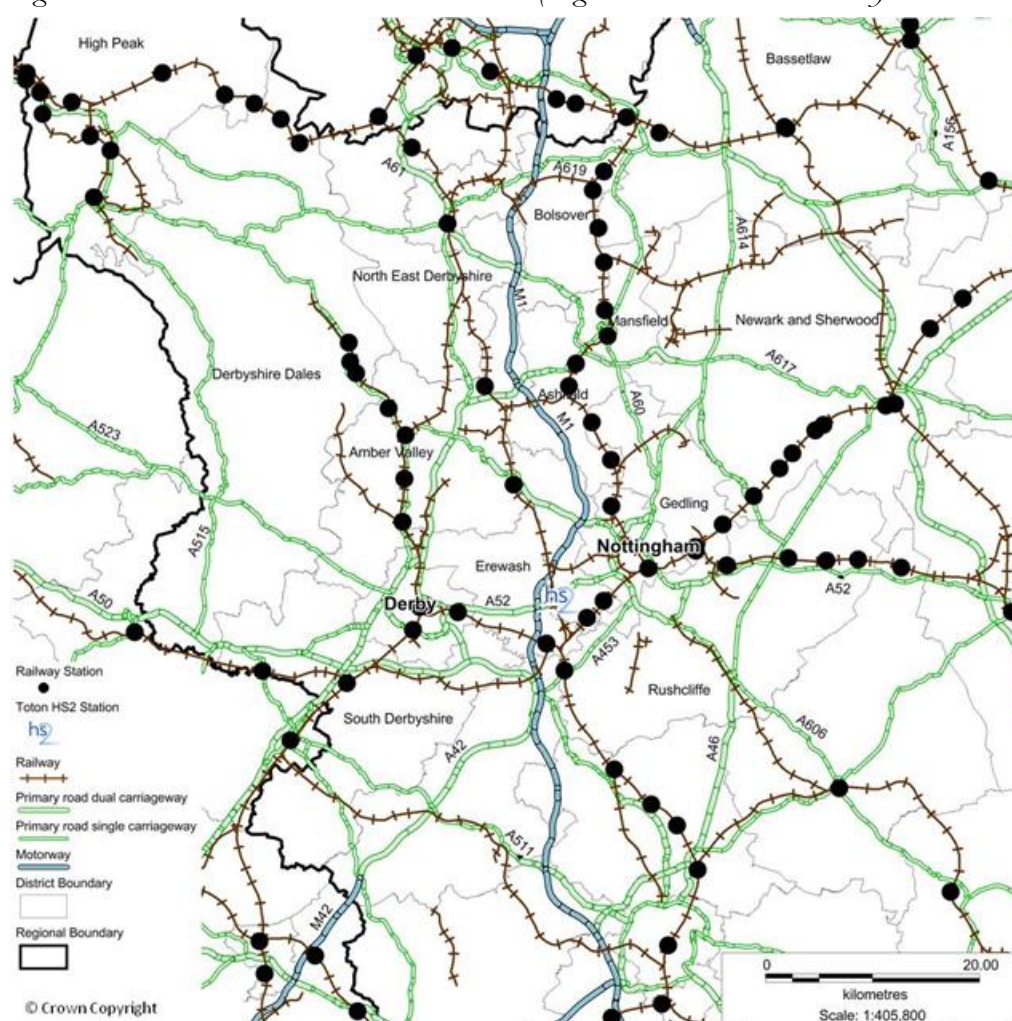 High Peak
Bassetlaw
A156
A61
A619
Bolsover
A614
North East Derbyshire
M1
Mansfield
Newark and Sherwood
A617
Derbyshire Dales
Ashfield
A60
M1
A523
Amber Valley
Gedling
A515
Nottingham
Erewash
hs2
A50
Derby
A52
A52
A453
Railway Station
Rushcliffe
Toton HS2 Station
South Derbyshire
A606
hs2
A42
A46
Railway
Primary road dual carriageway
Primary road single carriageway
A511
Motorway
District Boundary
M42
Regional Boundary
0 20.00
kilometres
© Crown Copyright
Scale: 1:405,800